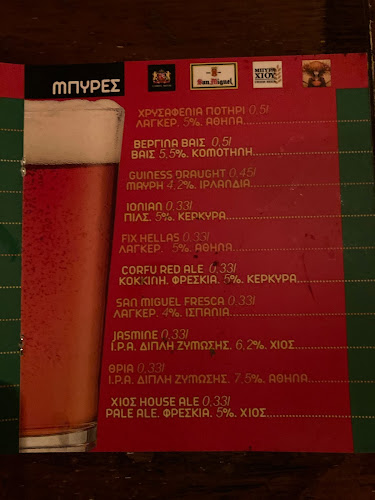 ΜΠΥΡΕΣ
San Miguel
ΜΠΥΡΑ
ΧΙΟΥ
ΧΡΥΣΑΦΕΝΙΑ ΠΟΤΗΡΙ 0,5l
ΛΑΓΚΕΡ, 5%, ΑΘΗΝΑ
ΒΕΡΓΙΝΑ ΒΑΙΣ 0,5l
ΒΑΙΣ 5,5%, ΚΟΜΟΤΗΝΗ
GUINESS DRAUGHT 0,45l
ΜΑΥΡΗ 4,2%, ΙΡΛΑΝΔΙΑ
IONIAN 0,33l
ΠΙΛΣ, 5%, ΚΕΡΚΥΡΑ
FIX HELLAS 0,33l
ΛΑΓΚΕΡ, 5%, ΑΘΗΝΑ
CORFU RED ALE 0,33l
ΚΟΚΚΙΝΗ, ΦΡΕΣΚΙΑ, 5%, ΚΕΡΚΥΡΑ
SAN MIGUEL FRESCA 0,33l
ΛΑΓΚΕΡ, 4%, ΙΣΠΑΝΙΑ
JASMINE 0,33l
I.P.A. ΔΙΠΛΗ ΖΥΜΩΣΗΣ, 6,2%, ΧΙΟΣ
ΘΡΙΑ 0,33l
I.P.A. ΔΙΠΛΗ ΖΥΜΩΣΗΣ, 7,5%, ΑΘΗΝΑ
ΧΙΟΣ HOUSE ALE 0,33l
PALE ALE, ΦΡΕΣΚΙΑ, 5%, ΧΙΟΣ